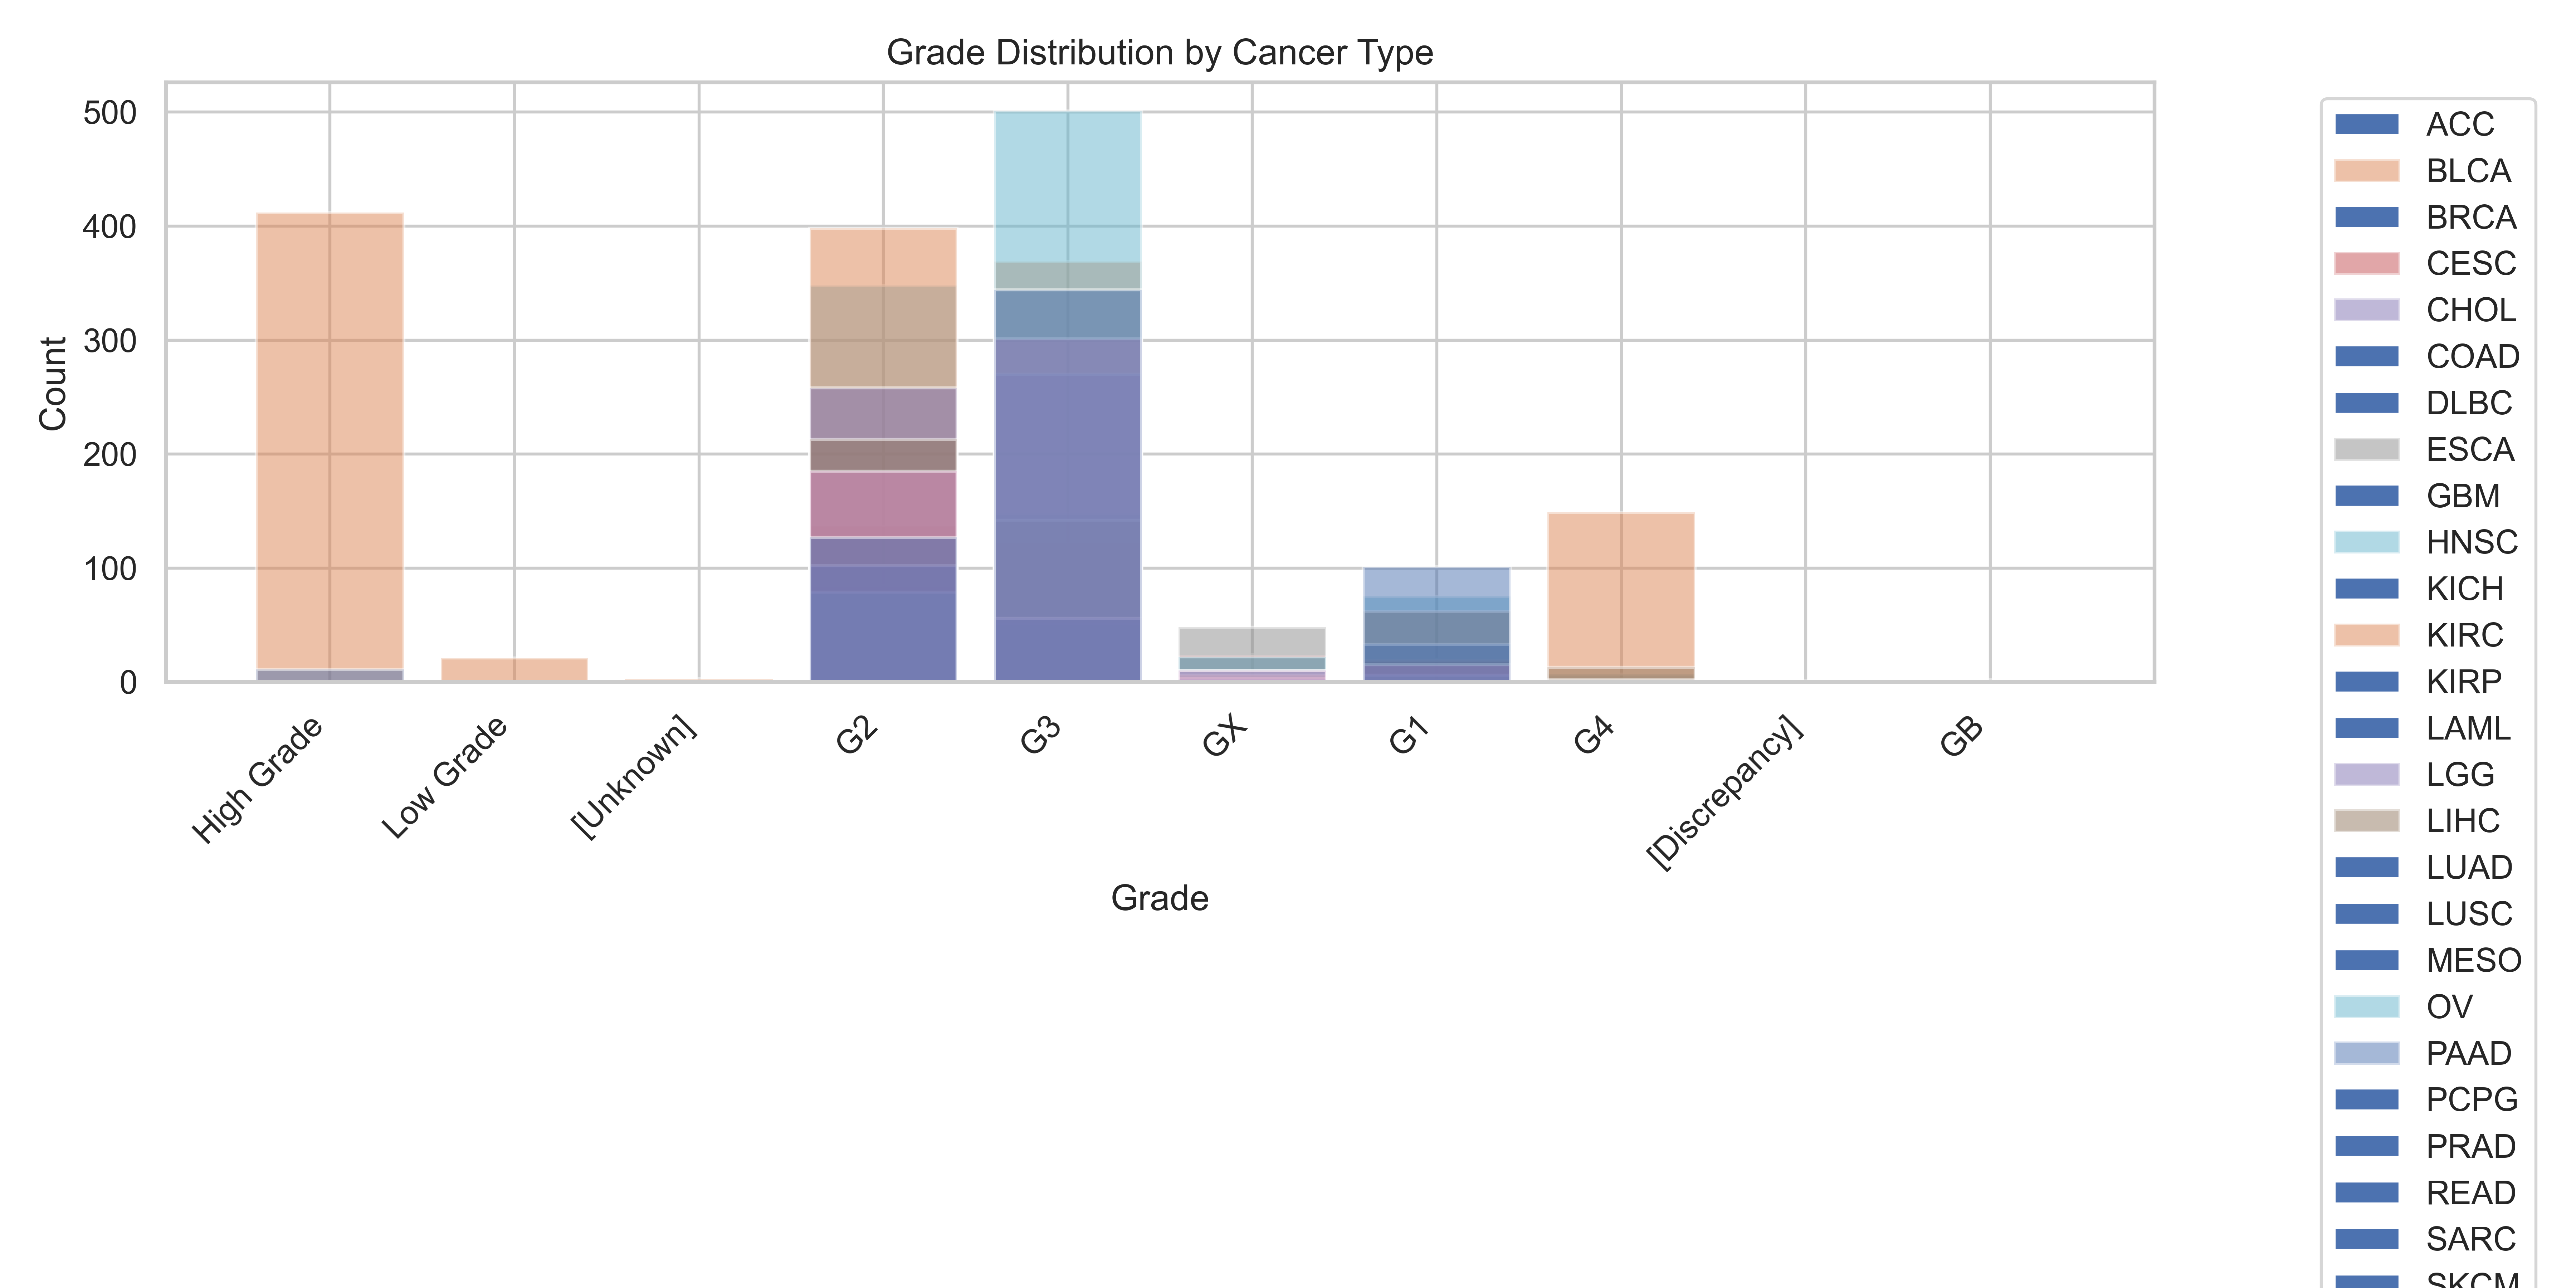 Grade Distribution by Cancer Type
500
400
300
200
100
0
Count
High Grade
Low Grade
[Unknown]
G2
G3
GX
G1
G4
[Discrepancy]
GB
Grade
ACC
BLCA
BRCA
CESC
CHOL
COAD
DLBC
ESCA
GBM
HNSC
KICH
KIRC
KIRP
LAML
LGG
LIHC
LUAD
LUSC
MESO
OV
PAAD
PCPG
PRAD
READ
SARC
SKCM